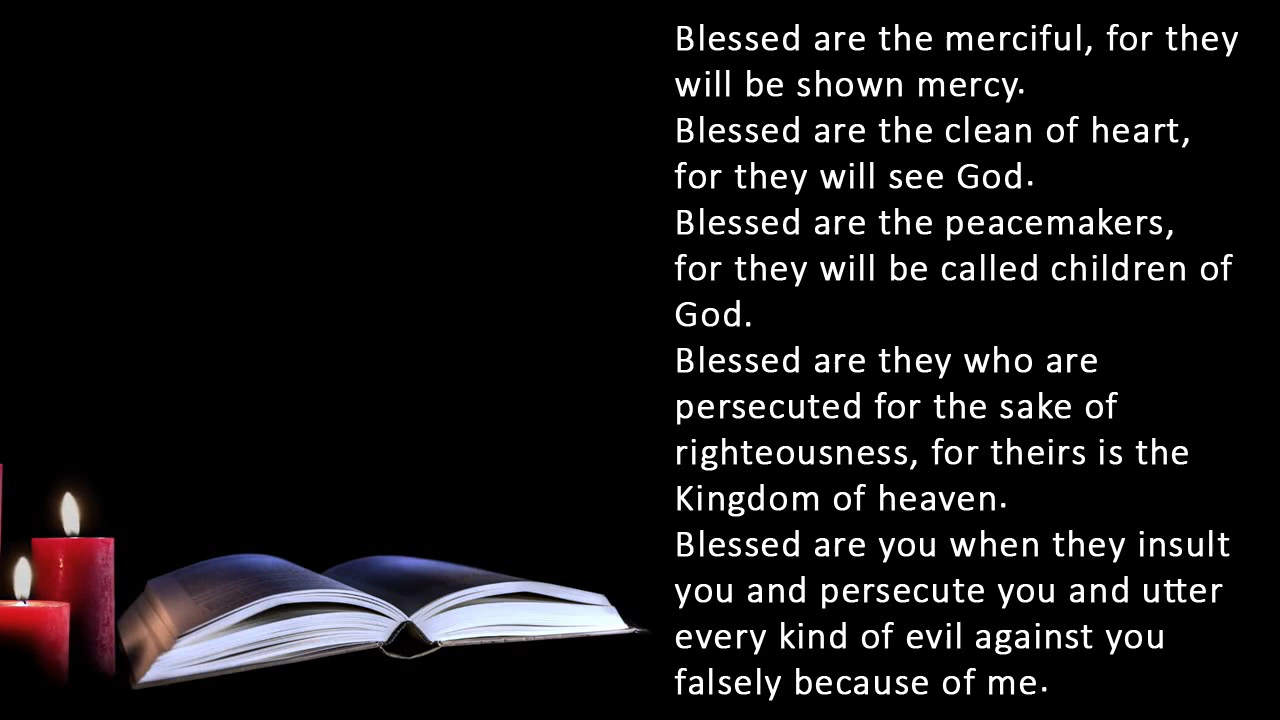 Blessed are the merciful, for they
will be shown mercy.
Blessed are the clean of heart,
for they will see God.
Blessed are the peacemakers,
for they will be called children of
God.
Blessed are they who are
persecuted for the sake of
righteousness, for theirs is the
Kingdom of heaven.
Blessed are you when they insult
you and persecute you and utter
every kind of evil against you
falsely because of me.